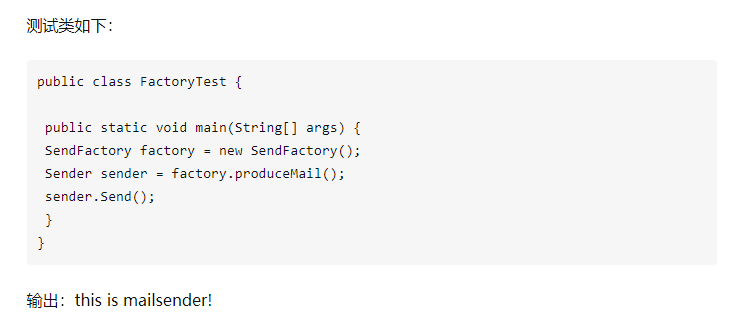 测试类如下：
public class FactoryTest {
public static void main(String[] args) {
SendFactory factory = new SendFactory();
Sender sender = factory.produceMail();
sender.Send();
}
}
输出：this is mailsender!